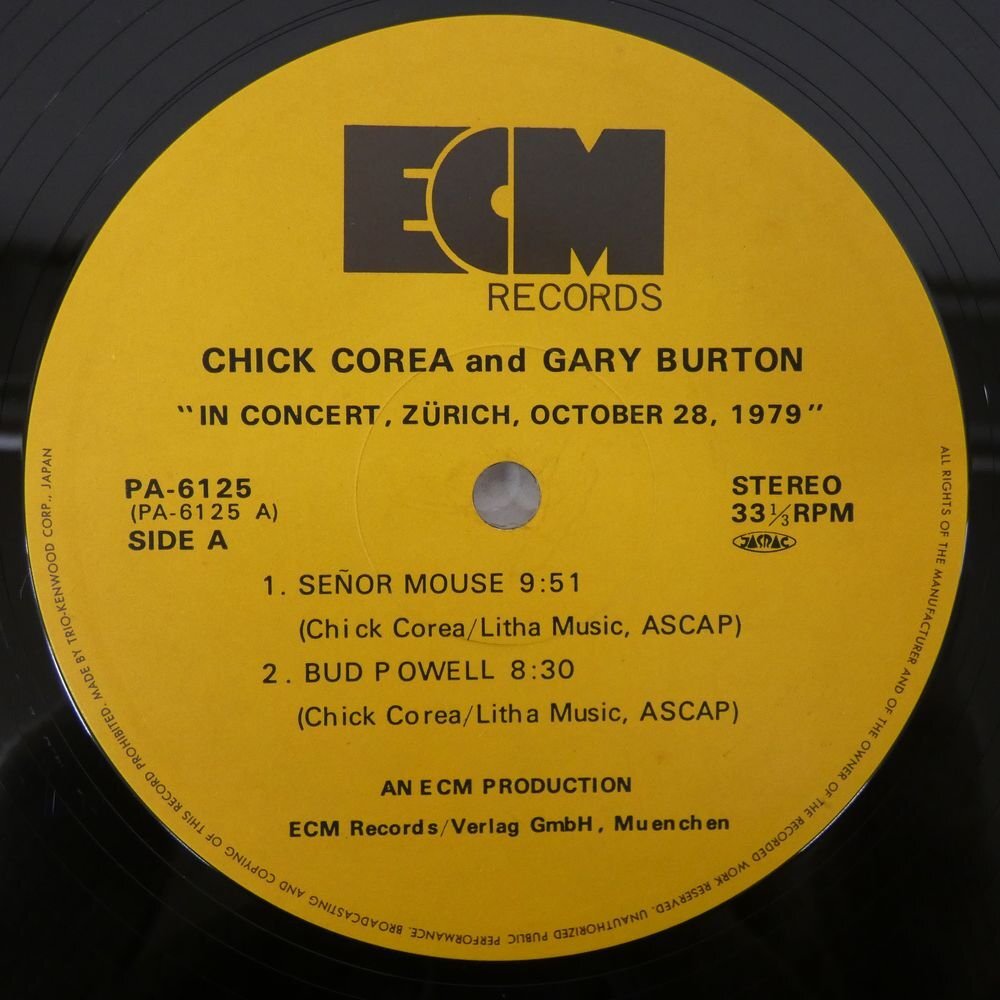 ECM
RECORDS
CHICK COREA and GARY BURTON
"IN CONCERT, ZÜRICH, OCTOBER 28, 1979"
PA-6125
(PA-6125 A)
SIDE A
STEREO
33 1/3 RPM
JASRAC
1. SEÑOR MOUSE 9:51
(Chick Corea/Litha Music, ASCAP)
2. BUD POWELL 8:30
(Chick Corea/Litha Music, ASCAP)
AN ECM PRODUCTION
ECM Records/Verlag GmbH, Muenchen
ALL RIGHTS OF THE MANUFACTURER AND OF THE OWNER OF THE RECORDED WORK RESERVED. UNAUTHORIZED PUBLIC PERFORMANCE. BROADCASTING AND COPYING OF THIS RECORD PROHIBITED. MADE BY TRIO-KENWOOD CORP., JAPAN